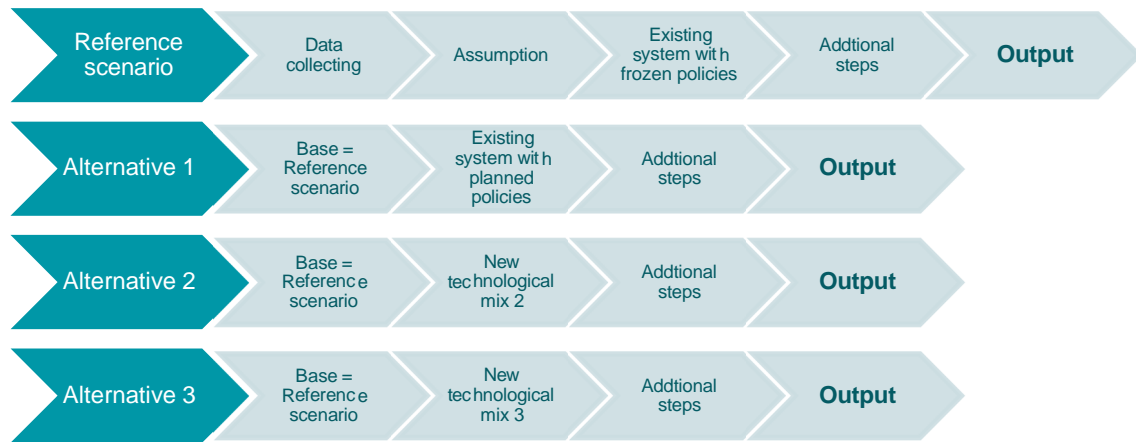 Reference
scenario
Data
collecting
Assumption
Existing
system with
frozen policies
Addtional
steps
Output
Alternative 1
Base =
Reference
scenario
Existing
system with
planned
policies
Addtional
steps
Output
Alternative 2
Base =
Reference
scenario
New
technological
mix 2
Addtional
steps
Output
Alternative 3
Base =
Reference
scenario
New
technological
mix 3
Addtional
steps
Output